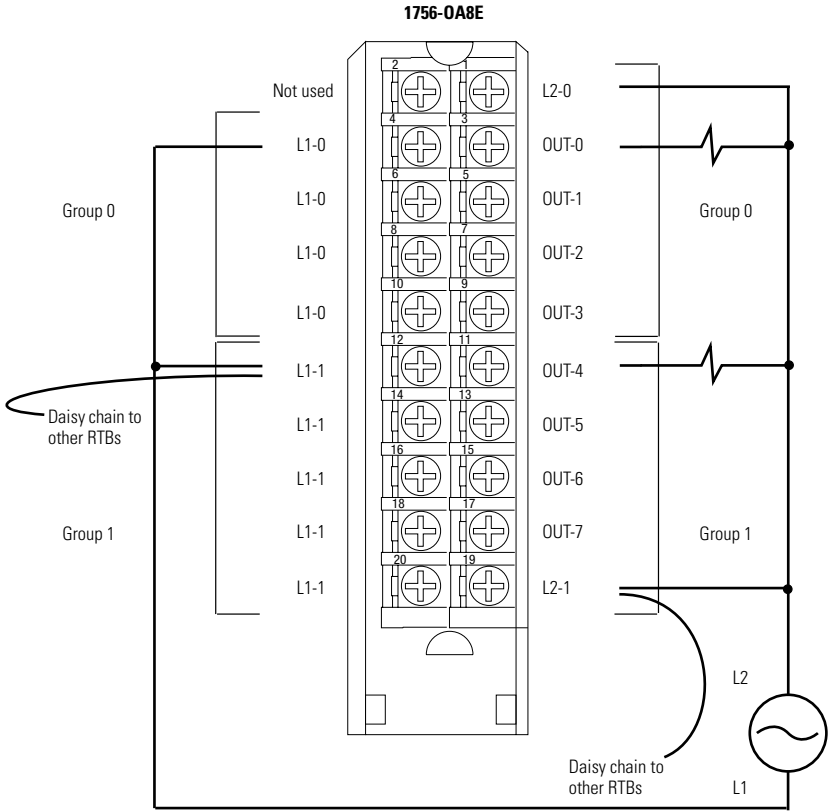 1756-OA8E
2 1
Not used L2-0
4 3
L1-0 OUT-0
6 5
L1-0 OUT-1
Group 0 Group 0
8 7
L1-0 OUT-2
10 9
L1-0 OUT-3
12 11
L1-1 OUT-4
14 13
Daisy chain to
other RTBs
L1-1 OUT-5
16 15
L1-1 OUT-6
18 17
Group 1 L1-1 OUT-7 Group 1
20 19
L1-1 L2-1
L2
Daisy chain to
other RTBs
L1